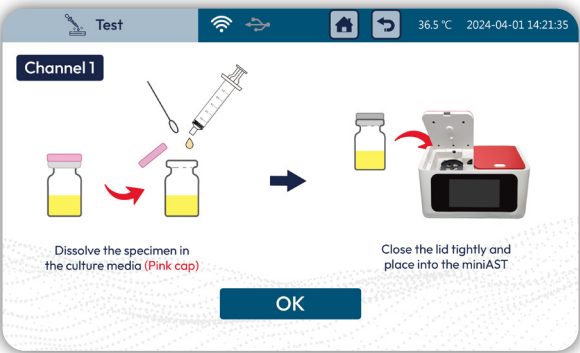 Test
36.5 ℃ 2024-04-01 14:21:35
Channel 1
Dissolve the specimen in
the culture media (Pink cap)
Close the lid tightly and
place into the miniAST
OK